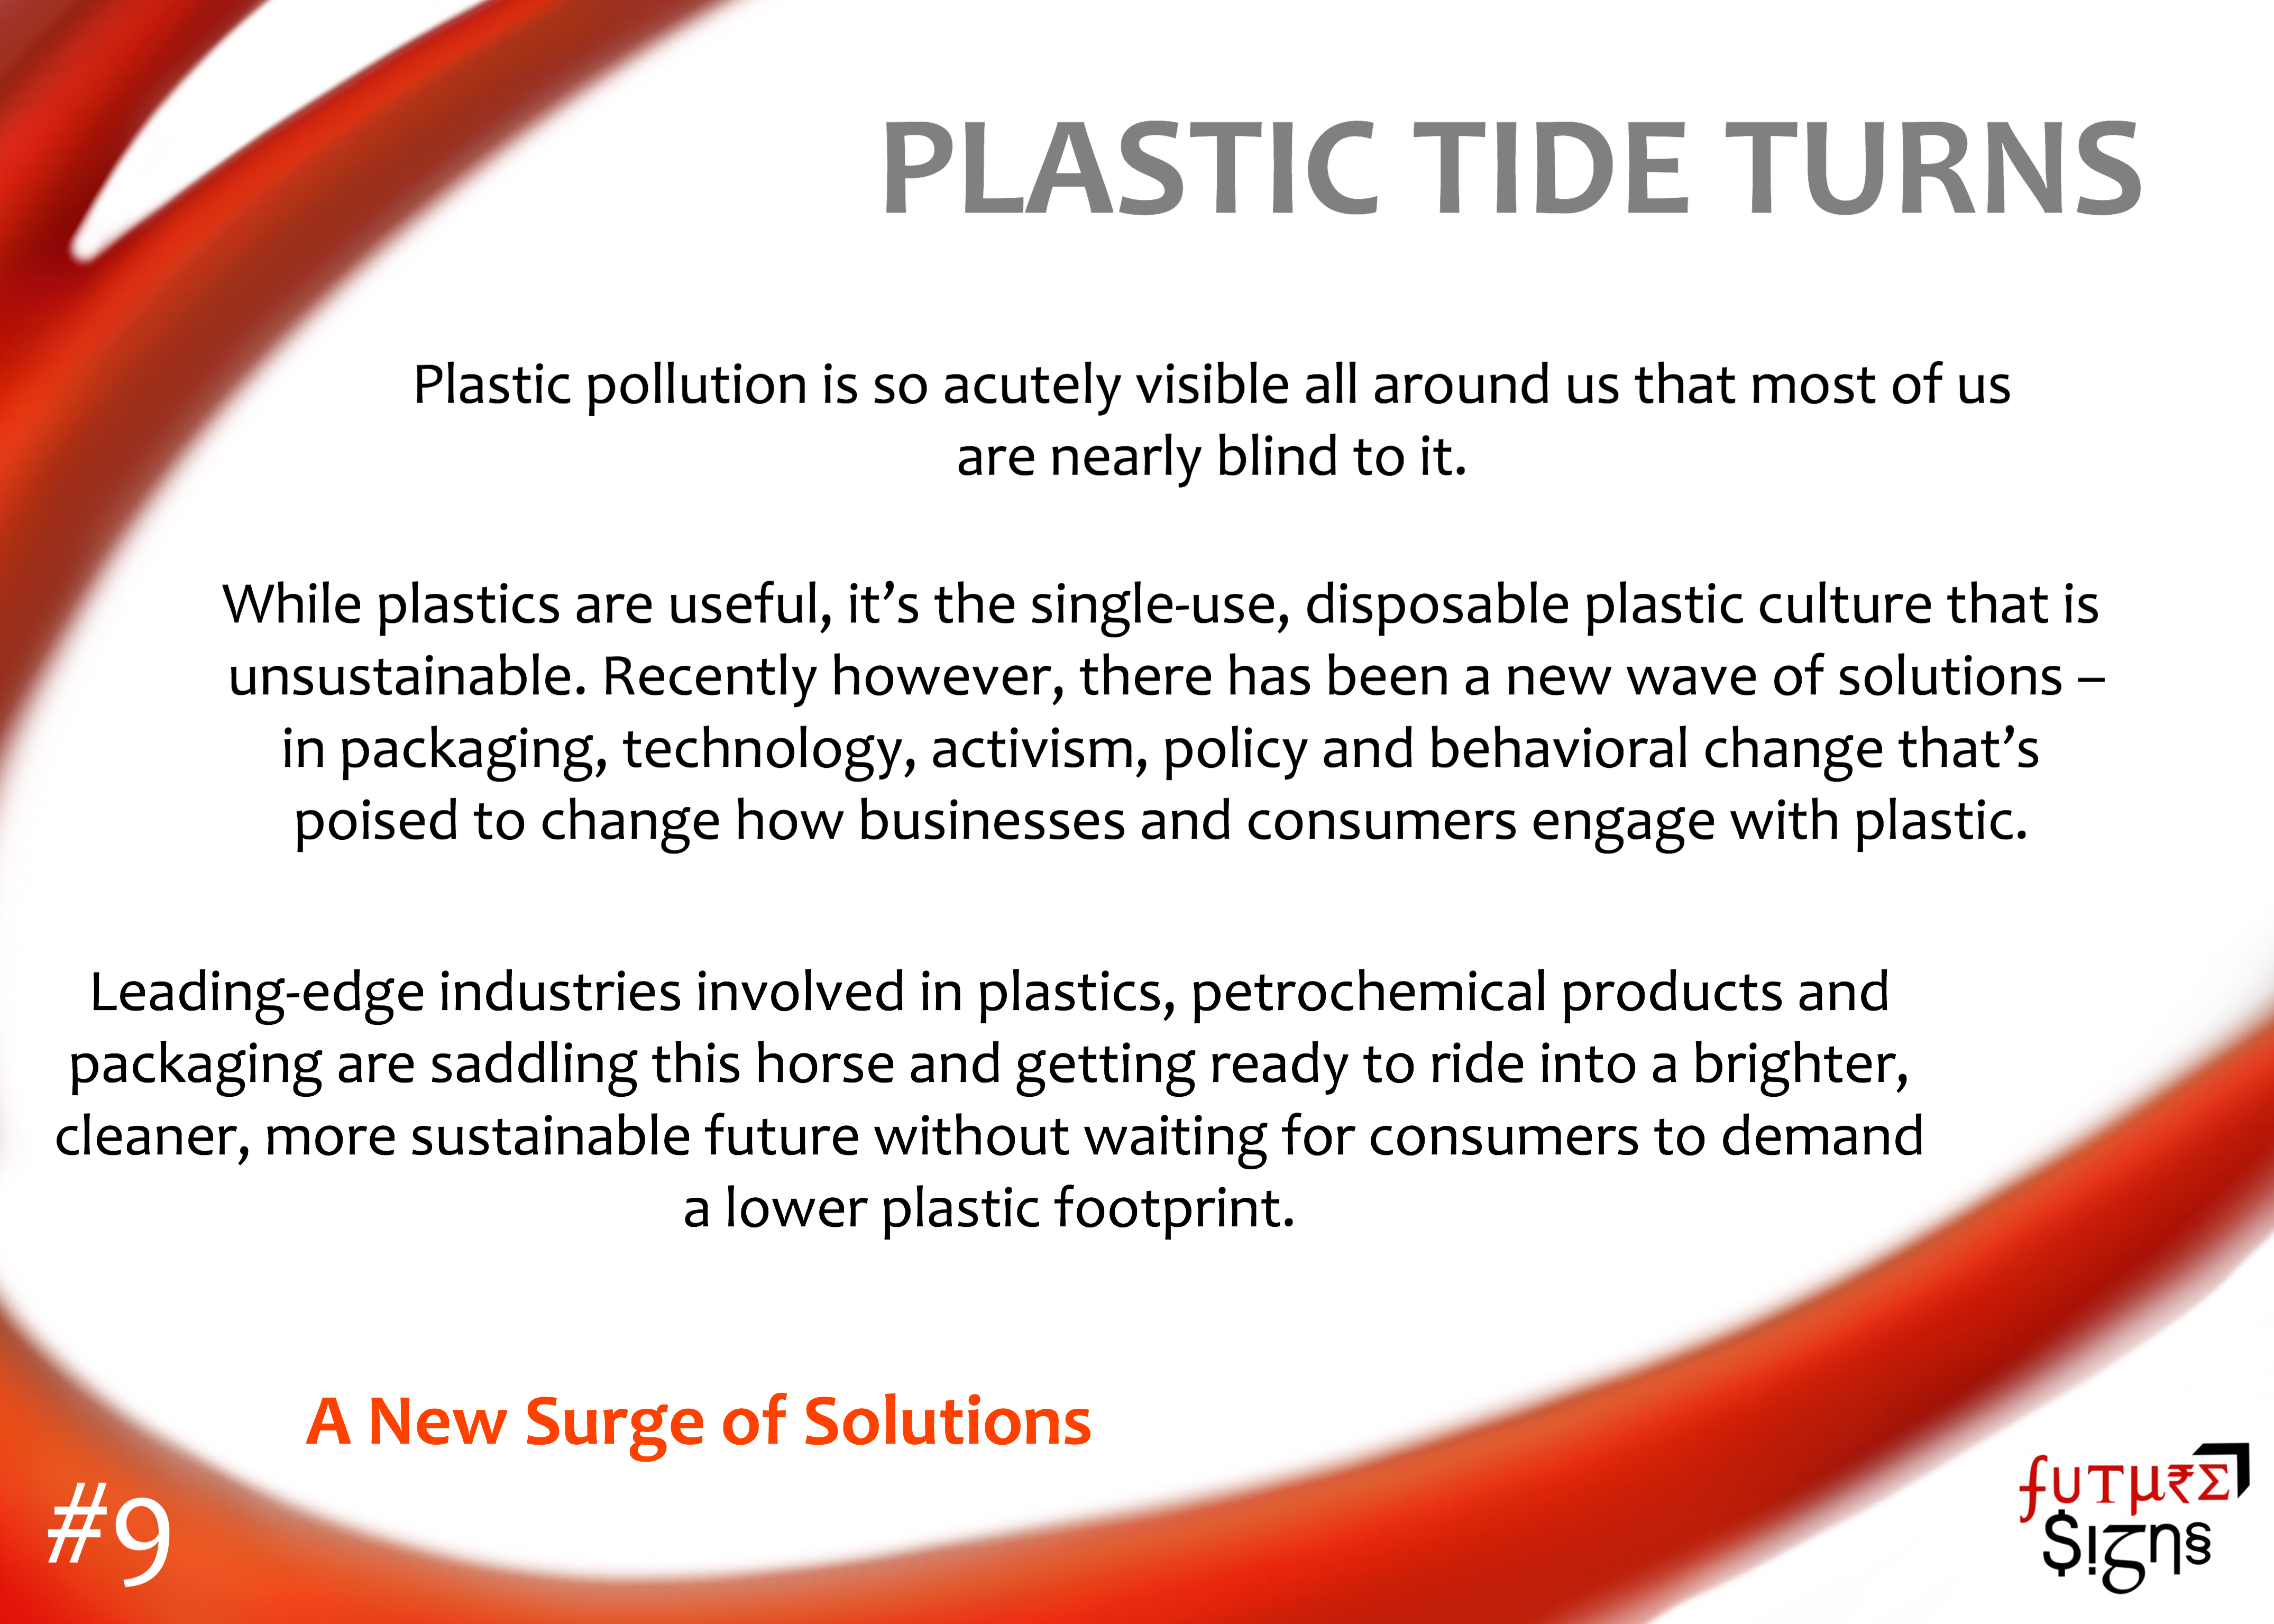 PLASTIC TIDE TURNS
Plastic pollution is so acutely visible all around us that most of us
are nearly blind to it.
While plastics are useful, it’s the single-use, disposable plastic culture that is
unsustainable. Recently however, there has been a new wave of solutions –
in packaging, technology, activism, policy and behavioral change that’s
poised to change how businesses and consumers engage with plastic.
Leading-edge industries involved in plastics, petrochemical products and
packaging are saddling this horse and getting ready to ride into a brighter,
cleaner, more sustainable future without waiting for consumers to demand
a lower plastic footprint.
A New Surge of Solutions
#9
ƒuTµ₹Σ
$iζη§